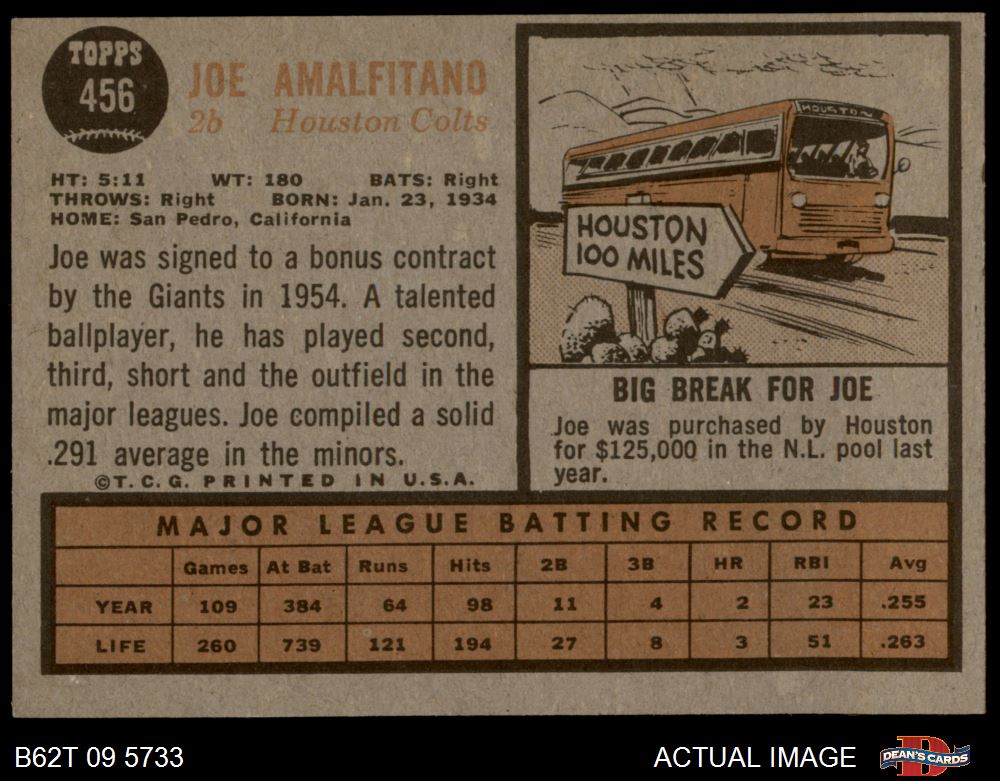 TOPPS
456
JOE AMALFITANO
2b Houston Colts
HT: 5:11 WT: 180 BATS: Right
THROWS: Right BORN: Jan. 23, 1934
HOME: San Pedro, California
Joe was signed to a bonus contract
by the Giants in 1954. A talented
ballplayer, he has played second,
third, short and the outfield in the
major leagues. Joe compiled a solid
.291 average in the minors.
©T.C.G. PRINTED IN U.S.A.
HOUSTON
HOUSTON
100 MILES
BIG BREAK FOR JOE
Joe was purchased by Houston
for $125,000 in the N.L. pool last
year.
MAJOR LEAGUE BATTING RECORD
Games At Bat Runs Hits 2B 3B HR RBI Avg
YEAR 109 384 64 98 11 4 2 23 .255
LIFE 260 739 121 194 27 8 3 51 .263
B62T 09 5733
ACTUAL IMAGE
DEAN'S CARDS